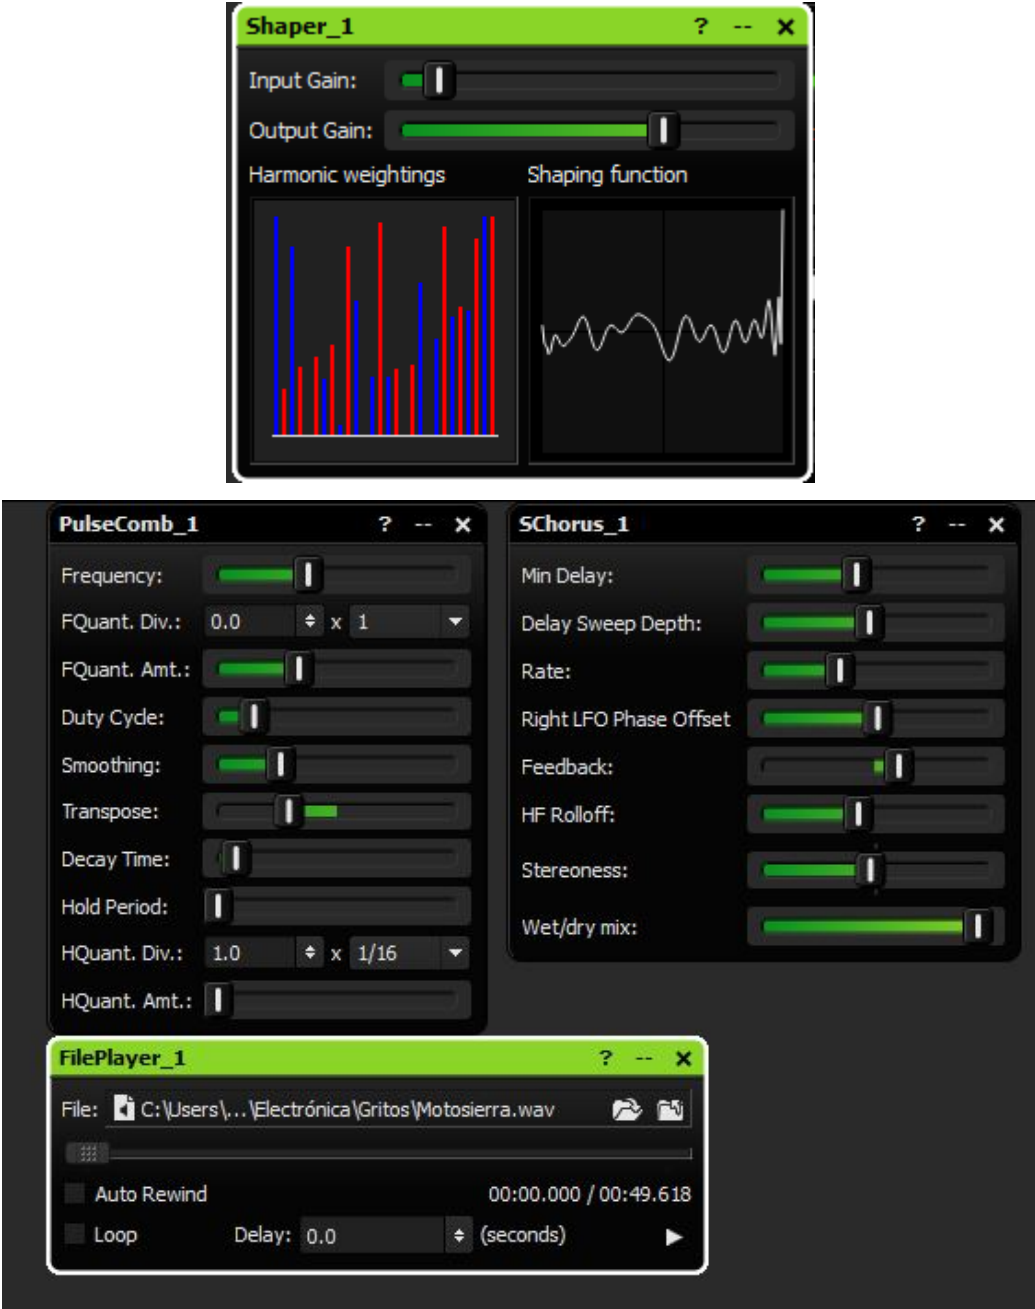 Shaper_1 ? -- ×
Input Gain:
Output Gain:
Harmonic weightings Shaping function
PulseComb_1 ? -- ×
Frequency:
FQuant. Div.: 0.0 x 1
FQuant. Amt.:
Duty Cycle:
Smoothing:
Transpose:
Decay Time:
Hold Period:
HQuant. Div.: 1.0 x 1/16
HQuant. Amt.:
SChorus_1 ? -- ×
Min Delay:
Delay Sweep Depth:
Rate:
Right LFO Phase Offset
Feedback:
HF Rolloff:
Stereoness:
Wet/dry mix:
FilePlayer_1 ? -- ×
File: C:\Users\...\Electrónica\Gritos\Motosierra.wav
Auto Rewind 00:00.000 / 00:49.618
Loop Delay: 0.0 (seconds)